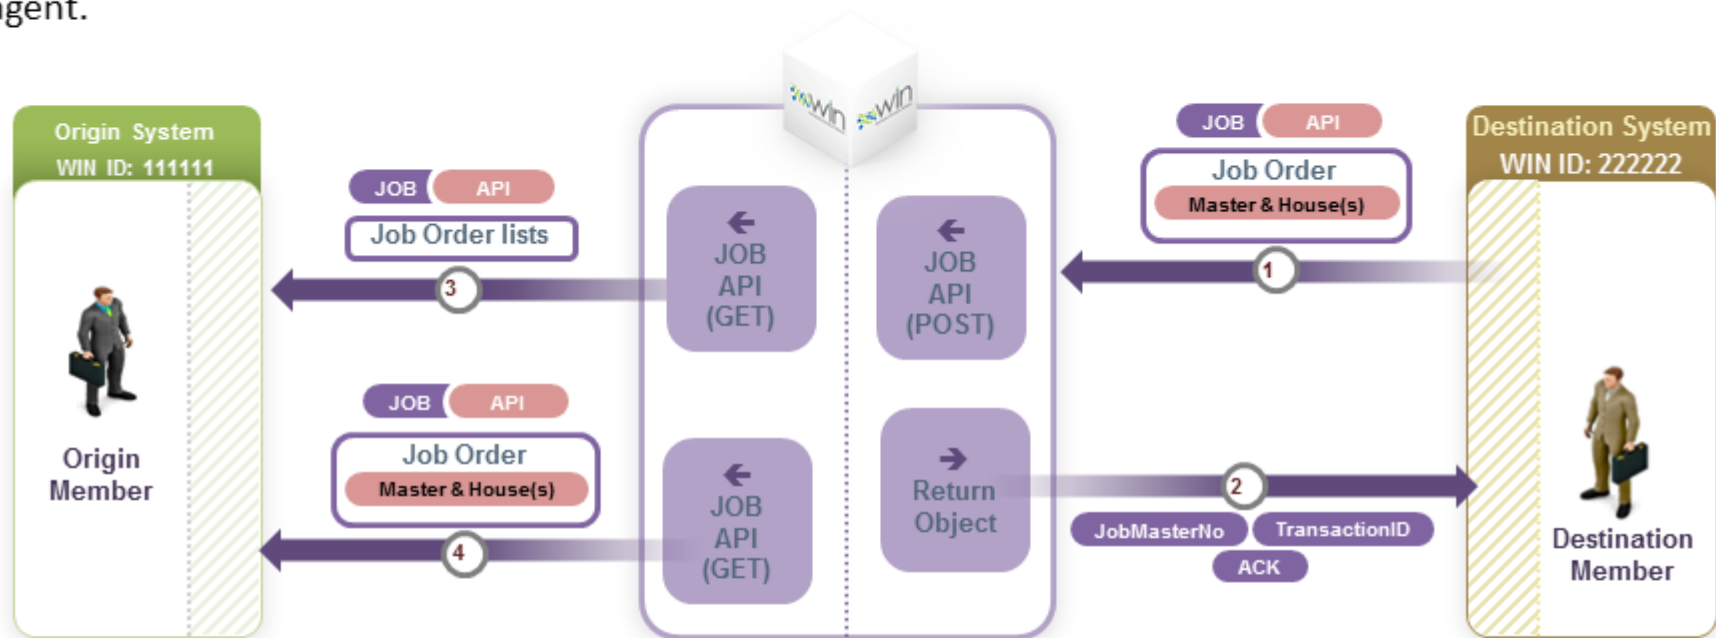 agent.
win win
Origin System
WIN ID: 111111
Origin
Member
JOB API
Job Order lists
3
JOB API
Job Order
Master & House(s)
4
←
JOB
API
(GET)
←
JOB
API
(GET)
←
JOB
API
(POST)
→
Return
Object
JOB API
Job Order
Master & House(s)
1
2
JobMasterNo TransactionID
ACK
Destination System
WIN ID: 222222
Destination
Member